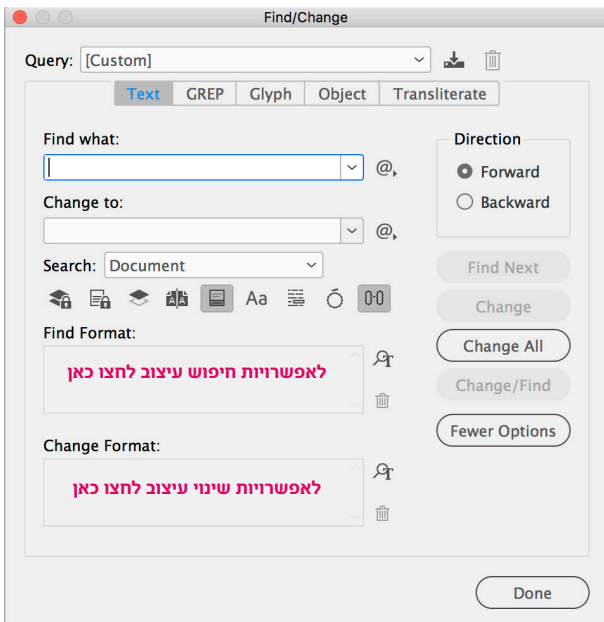 Find/Change
Query: [Custom]
Text GREP Glyph Object Transliterate
Find what:
@
Change to:
@
Search: Document
Aa
Find Format:
לאפשרויות חיפוש עיצוב לחצו כאן
Change Format:
לאפשרויות שינוי עיצוב לחצו כאן
Direction
Forward
Backward
Find Next
Change
Change All
Change/Find
Fewer Options
Done